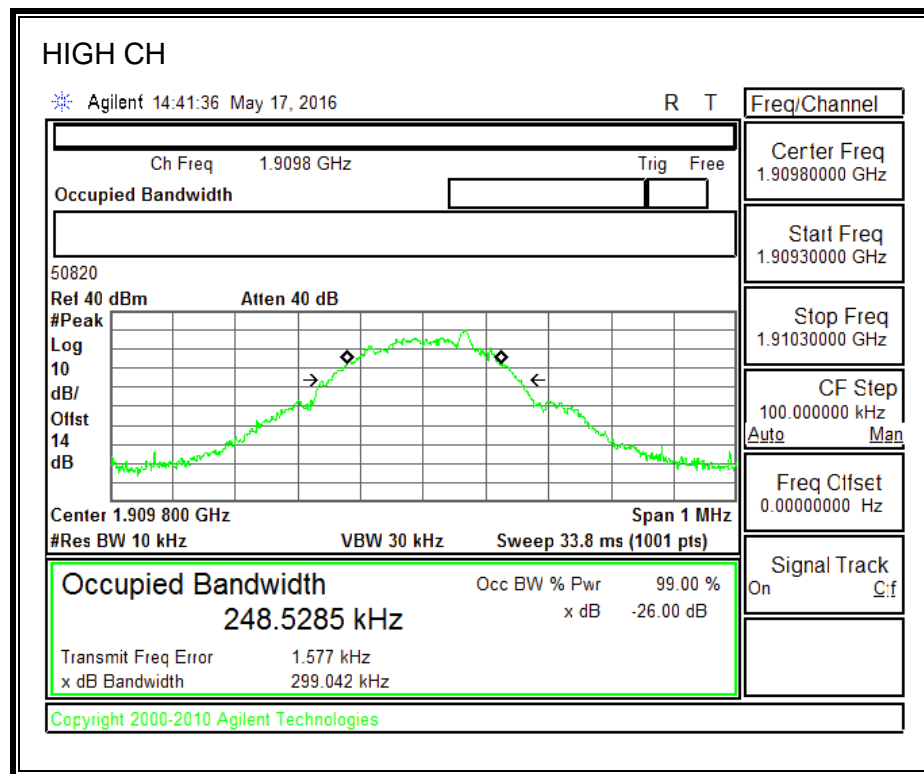 HIGH CH
Agilent 14:41:36 May 17, 2016 R T
Freq/Channel
Ch Freq 1.9098 GHz Trig Free
Occupied Bandwidth
50820
Ref 40 dBm Atten 40 dB
#Peak
Log
10
dB/
Offst
14
dB
Center 1.909 800 GHz Span 1 MHz
#Res BW 10 kHz VBW 30 kHz Sweep 33.8 ms (1001 pts)
Occupied Bandwidth Occ BW % Pwr 99.00 %
248.5285 kHz x dB -26.00 dB
Transmit Freq Error 1.577 kHz
x dB Bandwidth 299.042 kHz
Copyright 2000-2010 Agilent Technologies
Center Freq
1.90980000 GHz
Start Freq
1.90930000 GHz
Stop Freq
1.91030000 GHz
CF Step
100.000000 kHz
Auto Man
Freq Offset
0.00000000 Hz
Signal Track
On Off